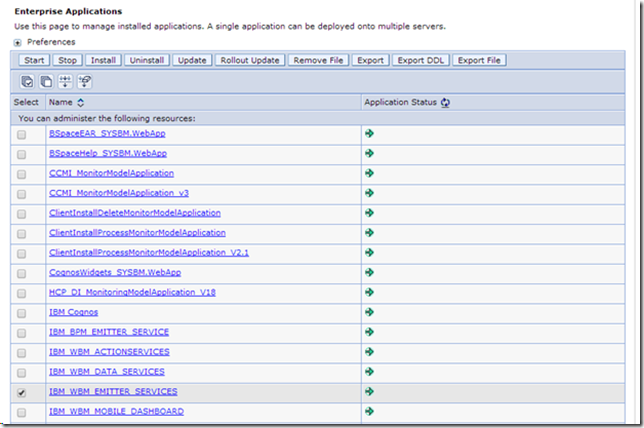 Enterprise Applications
Use this page to manage installed applications. A single application can be deployed onto multiple servers.
Preferences
Start Stop Install Uninstall Update Rollout Update Remove File Export Export DDL Export File
Select Name Application Status
You can administer the following resources:
BSpaceEAR_SYSBM.WebApp
BSpaceHelp_SYSBM.WebApp
CCMI_MonitorModelApplication
CCMI_MonitorModelApplication_v3
ClientInstallDeleteMonitorModelApplication
ClientInstallProcessMonitorModelApplication
ClientInstallProcessMonitorModelApplication_V2.1
CognosWidgets_SYSBM.WebApp
HCP_DI_MonitoringModelApplication_V18
IBM Cognos
IBM_BPM_EMITTER_SERVICE
IBM_WBM_ACTIONSERVICES
IBM_WBM_DATA_SERVICES
IBM_WBM_EMITTER_SERVICES
IBM_WBM_MOBILE_DASHBOARD